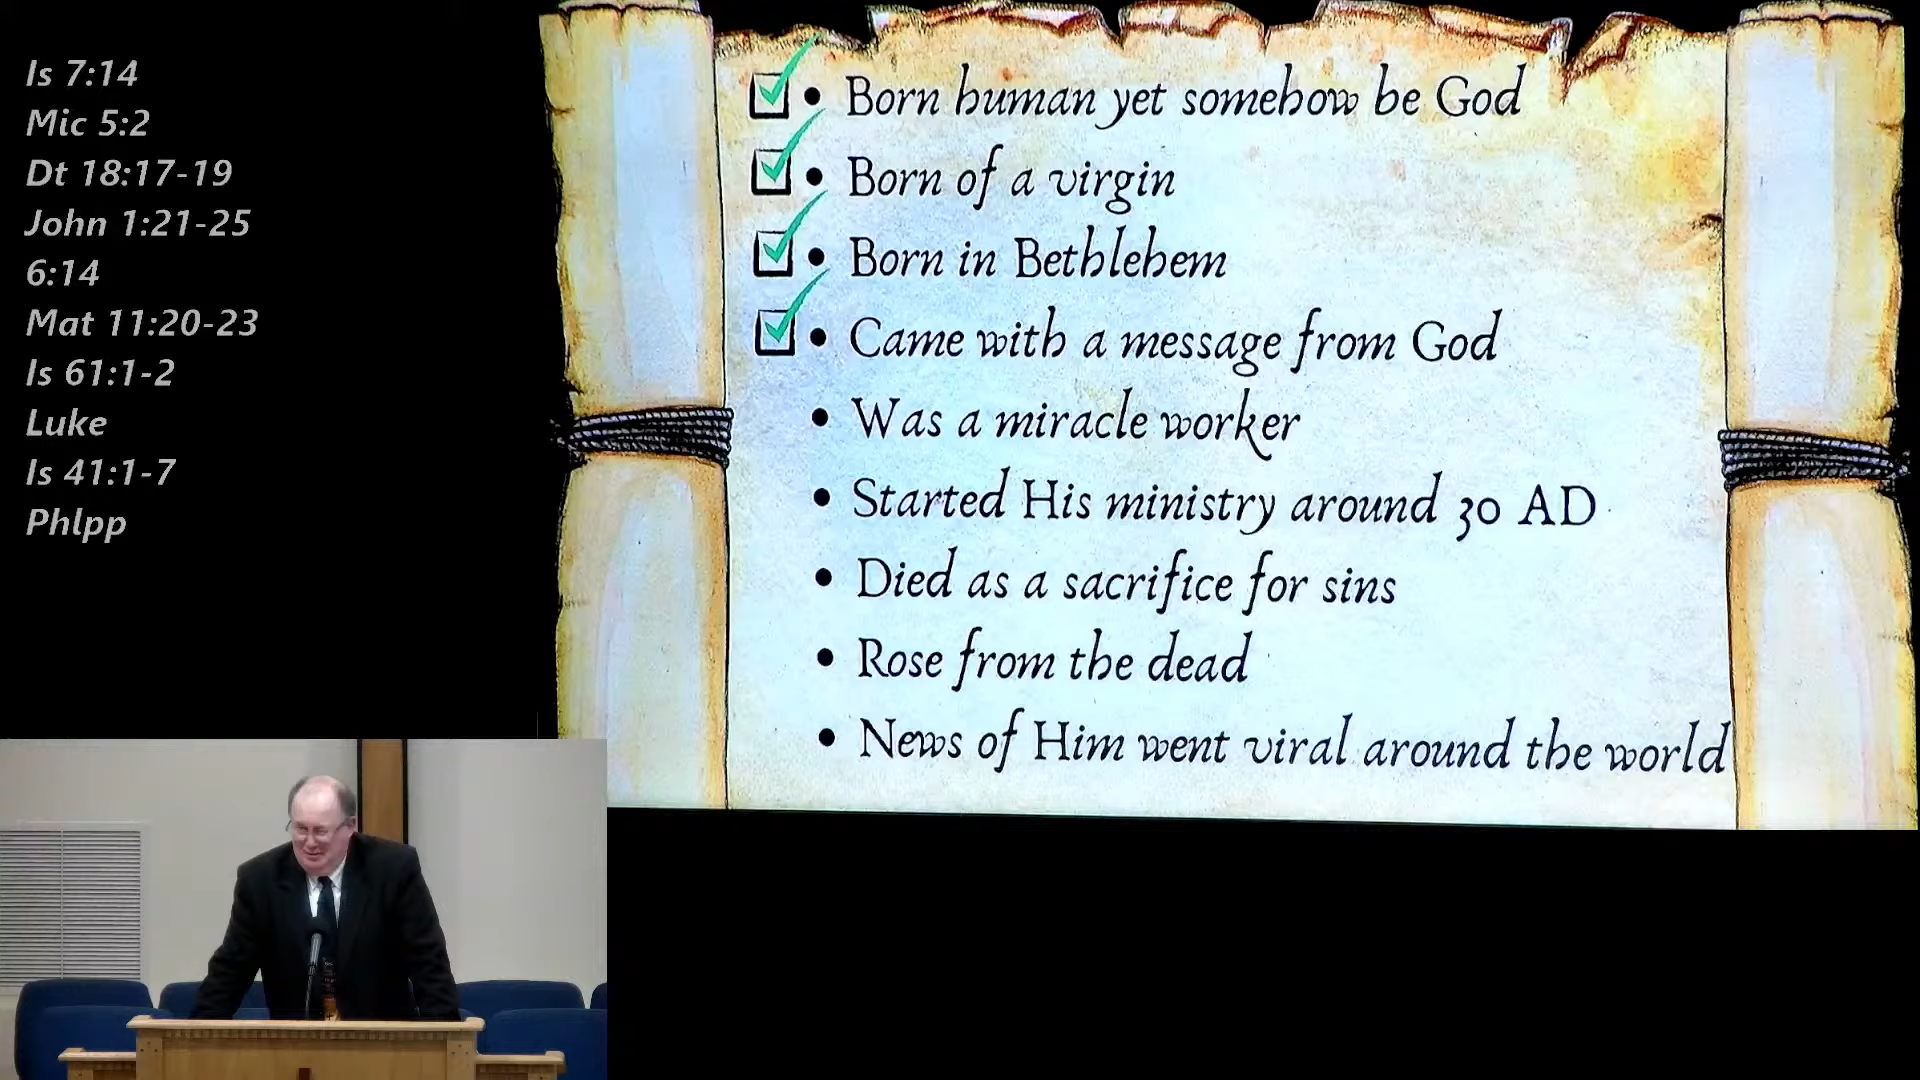 Is 7:14
Mic 5:2
Dt 18:17-19
John 1:21-25
6:14
Mat 11:20-23
Is 61:1-2
Luke
Is 41:1-7
Phlpp
• Born human yet somehow be God
• Born of a virgin
• Born in Bethlehem
• Came with a message from God
• Was a miracle worker
• Started His ministry around 30 AD
• Died as a sacrifice for sins
• Rose from the dead
• News of Him went viral around the world